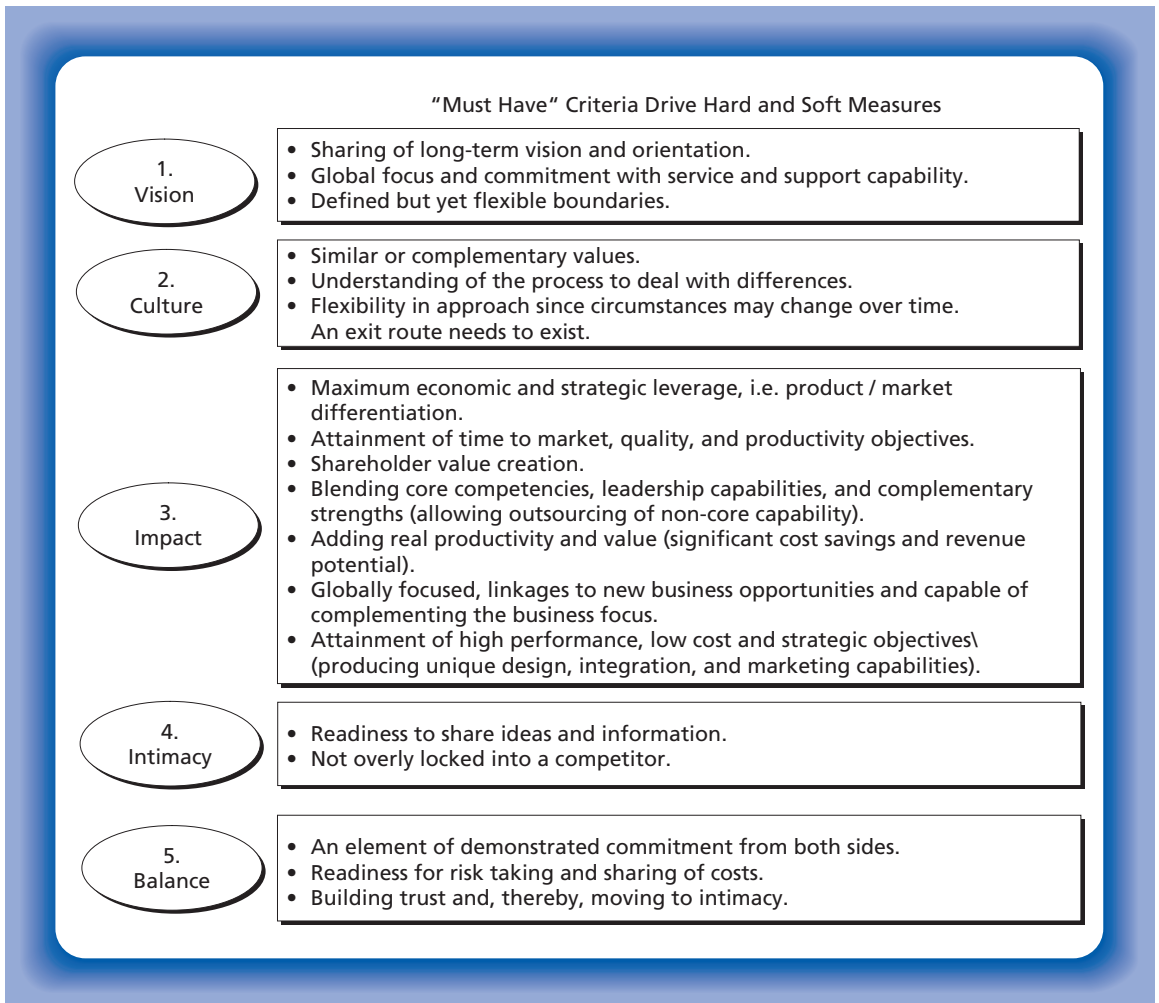 “Must Have“ Criteria Drive Hard and Soft Measures
1.
Vision
• Sharing of long-term vision and orientation.
• Global focus and commitment with service and support capability.
• Defined but yet flexible boundaries.
2.
Culture
• Similar or complementary values.
• Understanding of the process to deal with differences.
• Flexibility in approach since circumstances may change over time.
An exit route needs to exist.
3.
Impact
• Maximum economic and strategic leverage, i.e. product / market
differentiation.
• Attainment of time to market, quality, and productivity objectives.
• Shareholder value creation.
• Blending core competencies, leadership capabilities, and complementary
strengths (allowing outsourcing of non-core capability).
• Adding real productivity and value (significant cost savings and revenue
potential).
• Globally focused, linkages to new business opportunities and capable of
complementing the business focus.
• Attainment of high performance, low cost and strategic objectives\
(producing unique design, integration, and marketing capabilities).
4.
Intimacy
• Readiness to share ideas and information.
• Not overly locked into a competitor.
5.
Balance
• An element of demonstrated commitment from both sides.
• Readiness for risk taking and sharing of costs.
• Building trust and, thereby, moving to intimacy.